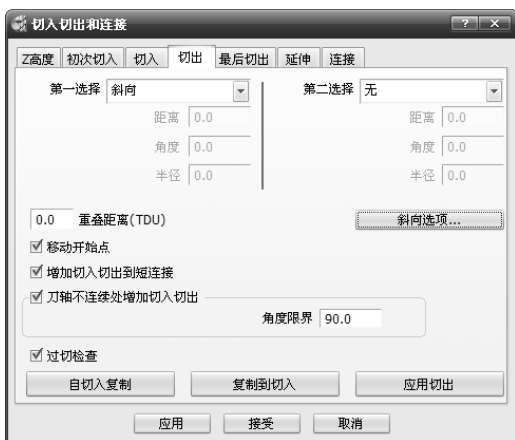 切入切出和连接
Z高度 初次切入 切入 切出 最后切出 延伸 连接
第一选择 斜向 第二选择 无
距离 0.0 距离 0.0
角度 0.0 角度 0.0
半径 0.0 半径 0.0
0.0 重叠距离(TDU) 斜向选项...
移动开始点
增加切入切出到短连接
刀轴不连续处增加切入切出
角度限界 90.0
过切检查
自切入复制 复制到切入 应用切出
应用 接受 取消